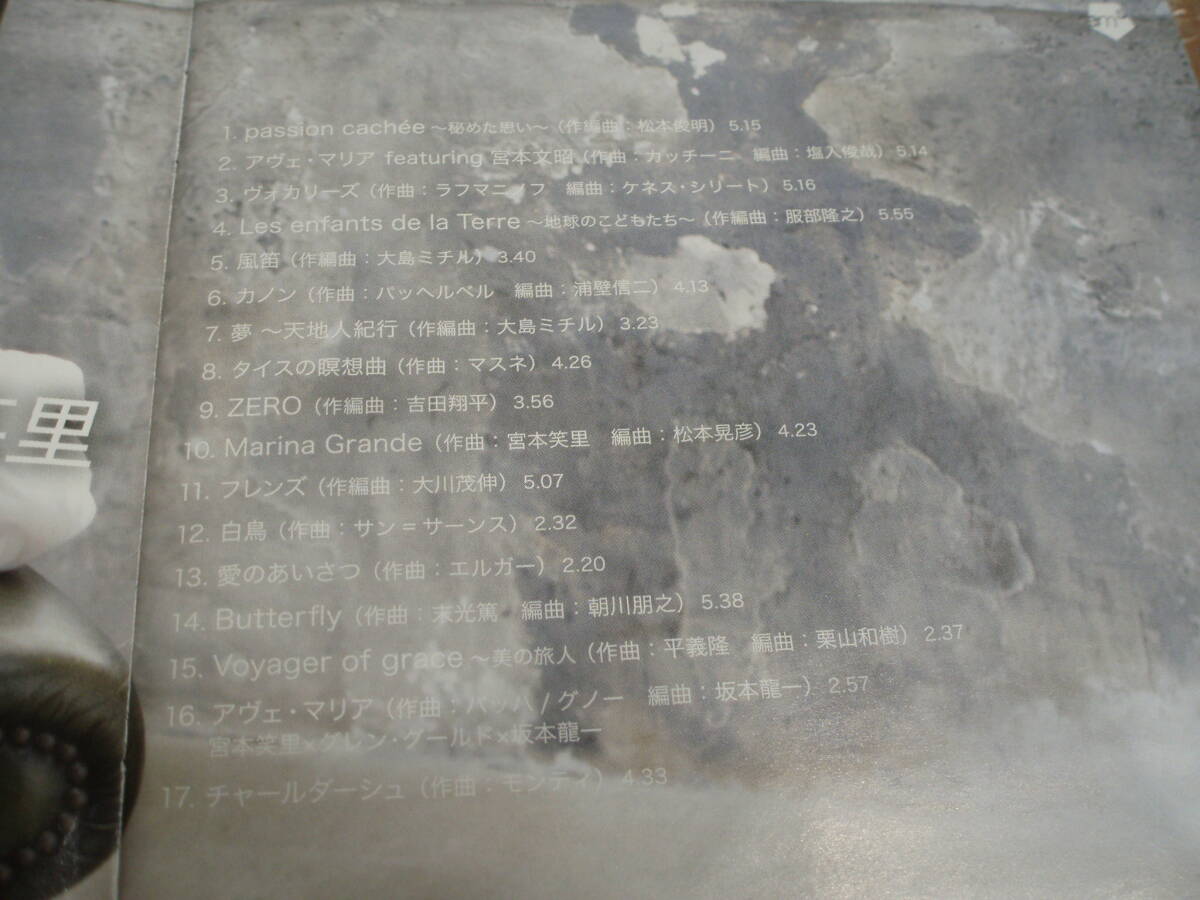 1. passion cachée 〜秘めた思い〜（作編曲：松本俊明）5.15
2. アヴェ・マリア featuring 宮本文昭（作曲：カッチーニ　編曲：塩入俊哉）5.14
3. ヴォカリーズ（作曲：ラフマニノフ　編曲：ケネス・シリート）5.16
4. Les enfants de la Terre 〜地球のこどもたち〜（作編曲：服部隆之）5.55
5. 風笛（作編曲：大島ミチル）3.40
6. カノン（作曲：パッヘルベル　編曲：浦壁信二）4.13
7. 夢 〜天地人紀行（作編曲：大島ミチル）3.23
8. タイスの瞑想曲（作曲：マスネ）4.26
9. ZERO（作編曲：吉田翔平）3.56
里
10. Marina Grande（作曲：宮本笑里　編曲：松本晃彦）4.23
11. フレンズ（作編曲：大川茂伸）5.07
12. 白鳥（作曲：サン＝サーンス）2.32
13. 愛のあいさつ（作曲：エルガー）2.20
14. Butterfly（作曲：末光篤　編曲：朝川朋之）5.38
15. Voyager of grace 〜美の旅人（作曲：平義隆　編曲：栗山和樹）2.37
16. アヴェ・マリア（作曲：バッハ/グノー　編曲：坂本龍一）2.57
宮本笑里×グレン・グールド×坂本龍一
17. チャールダーシュ（作曲：モンティ）4.33